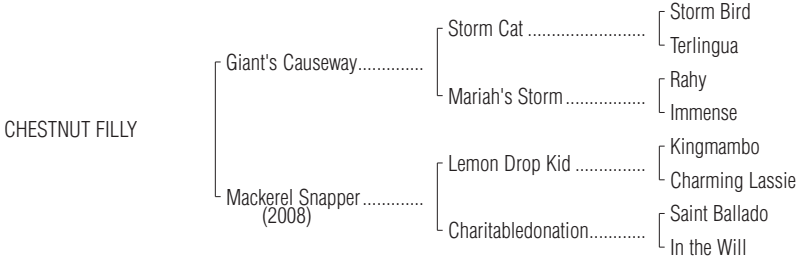 Storm Bird
Storm Cat ........................
Terlingua
Giant's Causeway..............
Rahy
Mariah's Storm .................
Immense
CHESTNUT FILLY
Kingmambo
Lemon Drop Kid ...............
Charming Lassie
Mackerel Snapper .............
(2008)
Saint Ballado
Charitabledonation............
In the Will